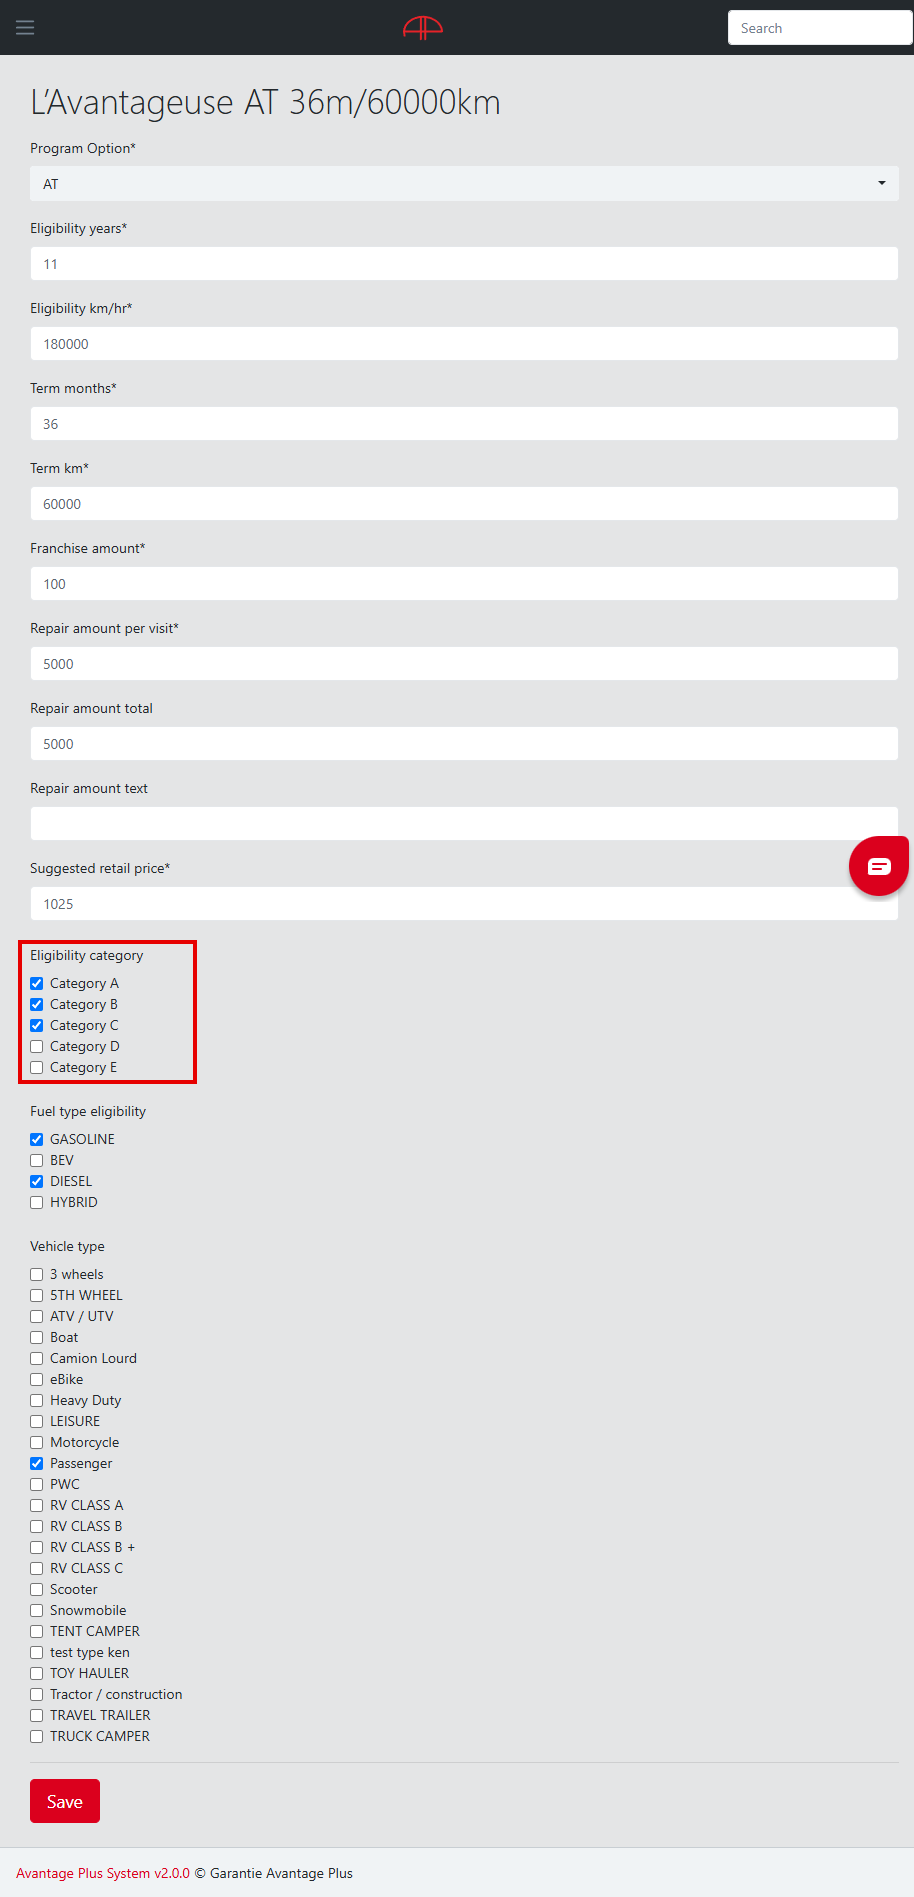 Search
L’Avantageuse AT 36m/60000km
Program Option*
AT
Eligibility years*
11
Eligibility km/hr*
180000
Term months*
36
Term km*
60000
Franchise amount*
100
Repair amount per visit*
5000
Repair amount total
5000
Repair amount text
Suggested retail price*
1025
Eligibility category
Category A
Category B
Category C
Category D
Category E
Fuel type eligibility
GASOLINE
BEV
DIESEL
HYBRID
Vehicle type
3 wheels
5TH WHEEL
ATV / UTV
Boat
Camion Lourd
eBike
Heavy Duty
LEISURE
Motorcycle
Passenger
PWC
RV CLASS A
RV CLASS B
RV CLASS B +
RV CLASS C
Scooter
Snowmobile
TENT CAMPER
test type ken
TOY HAULER
Tractor / construction
TRAVEL TRAILER
TRUCK CAMPER
Save
Avantage Plus System v2.0.0 © Garantie Avantage Plus